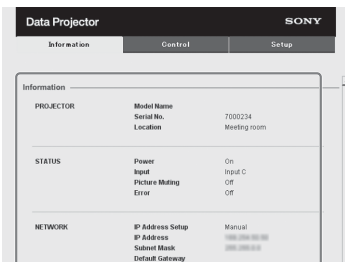 Data Projector SONY
Information Control Setup
Information
PROJECTOR Model Name
Serial No. 7000234
Location Meeting room
STATUS Power On
Input Input C
Picture Muting Off
Error Off
NETWORK IP Address Setup Manual
IP Address
Subnet Mask
Default Gateway